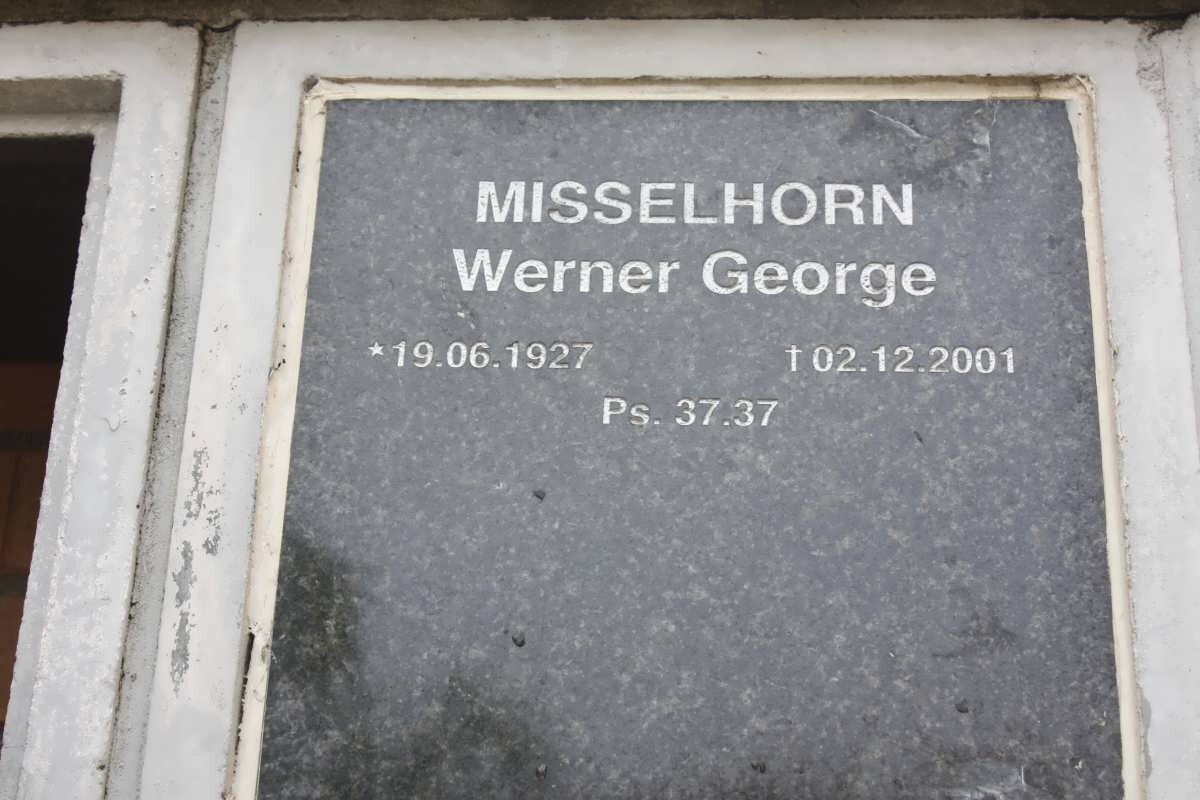 MISSELHORN
Werner George
★19.06.1927 †02.12.2001
Ps. 37.37